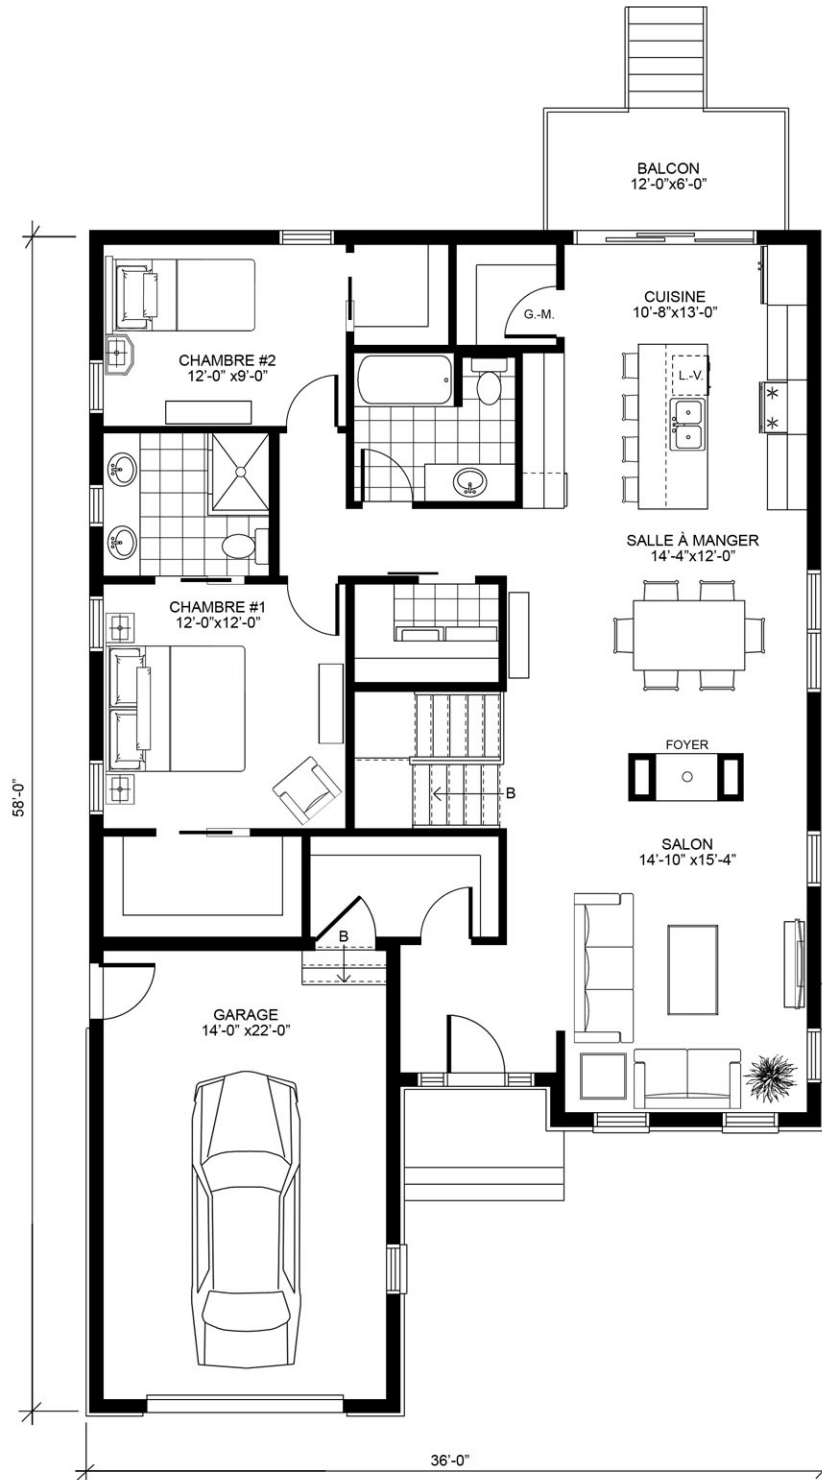 BALCON
12'-0"x6'-0"
CUISINE
10'-8"x13'-0"
G.-M.
L.-V.
CHAMBRE #2
12'-0" x9'-0"
SALLE À MANGER
14'-4"x12'-0"
CHAMBRE #1
12'-0"x12'-0"
FOYER
B
58'-0"
SALON
14'-10" x15'-4"
B
GARAGE
14'-0" x22'-0"
36'-0"